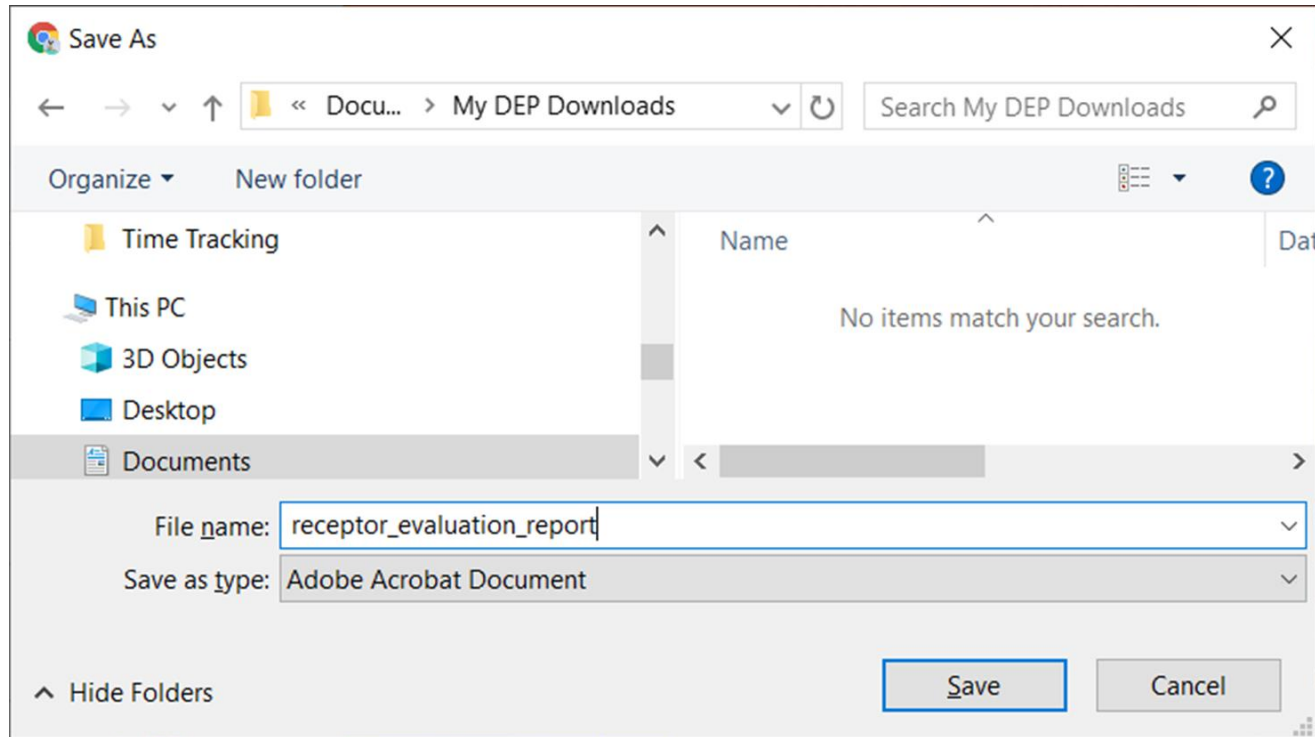 Save As
« Docu... > My DEP Downloads
Search My DEP Downloads
Organize
New folder
?
Time Tracking
This PC
3D Objects
Desktop
Documents
Name
Dat
No items match your search.
File name: receptor_evaluation_report
Save as type: Adobe Acrobat Document
Hide Folders
Save
Cancel